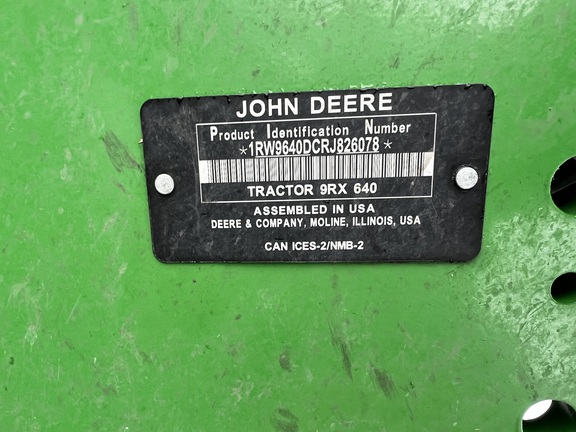 JOHN DEERE
Product Identification Number
*1RW9640DCRJ826078*
TRACTOR 9RX 640
ASSEMBLED IN USA
DEERE & COMPANY, MOLINE, ILLINOIS, USA
CAN ICES-2/NMB-2